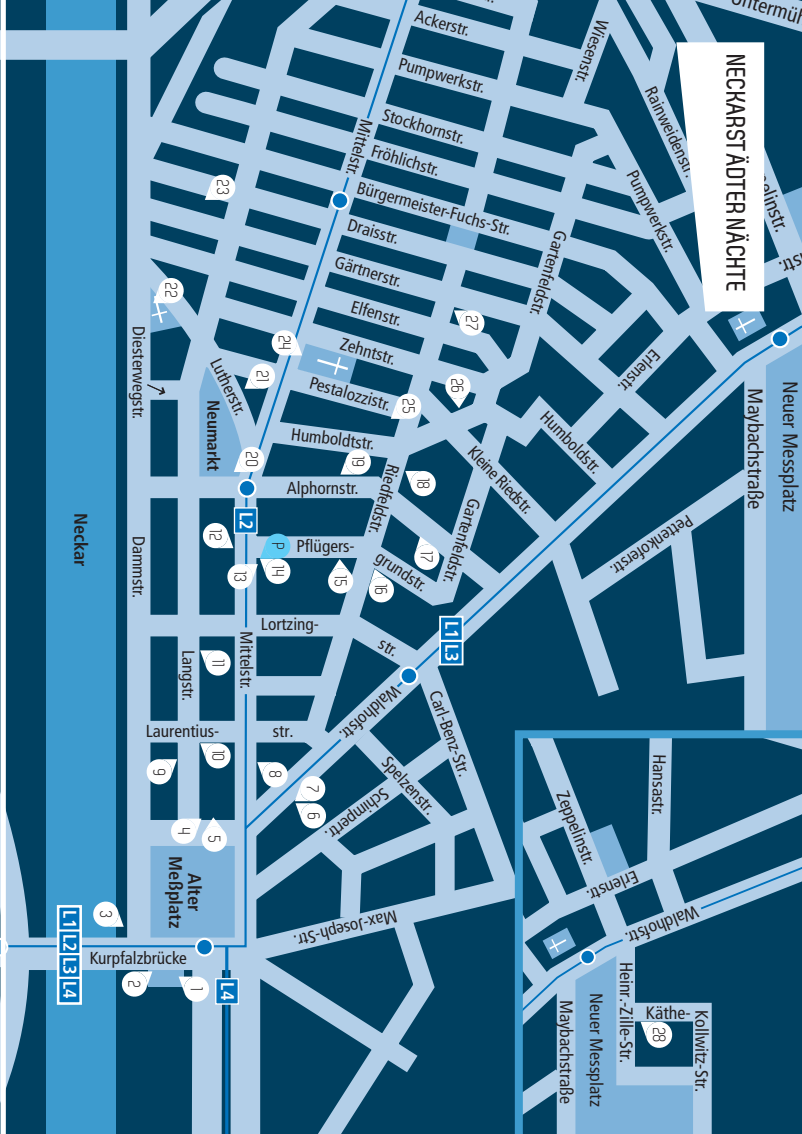 NECKARSTÄDTER NÄCHTE
Ackerstr.
Wiesenstr.
Pumpwerkstr.
Rainweidenstr.
Stockhornstr.
Mittelstr.
Fröhlichstr.
Bürgermeister-Fuchs-Str.
Pumpwerkstr.
Draisstr.
Gartenfeldstr.
Gärtnerstr.
Elfenstr.
Zehntstr.
Pestalozzistr.
Erlenstr.
Neuer Messplatz
Maybachstraße
23
22
27
24
26
25
21
Diesterwegstr.
Lutherstr.
Neumarkt
Humboldtstr.
Humboldtstr.
Kleine Riedstr.
20
19
18
Riedfeldstr.
Alphornstr.
Gartenfeldstr.
Pettenkoferstr.
L2
12
P
Pflügers-
grundstr.
17
13
14
15
16
Neckar
Dammstr.
Lortzing-
str.
L1 L3
Langstr.
11
Mittelstr.
Waldhofstr.
Carl-Benz-Str.
Laurentius-
str.
10
9
8
7
6
Spelzenstr.
Schimperstr.
4
5
Alter
Meßplatz
3
Max-Joseph-Str.
L1 L2 L3 L4
Kurpfalzbrücke
2
1
L4
Hansastr.
Zeppelinstr.
Erlenstr.
Waldhofstr.
Heinr.-Zille-Str.
Käthe-
Kollwitz-Str.
28
Neuer Messplatz
Maybachstraße